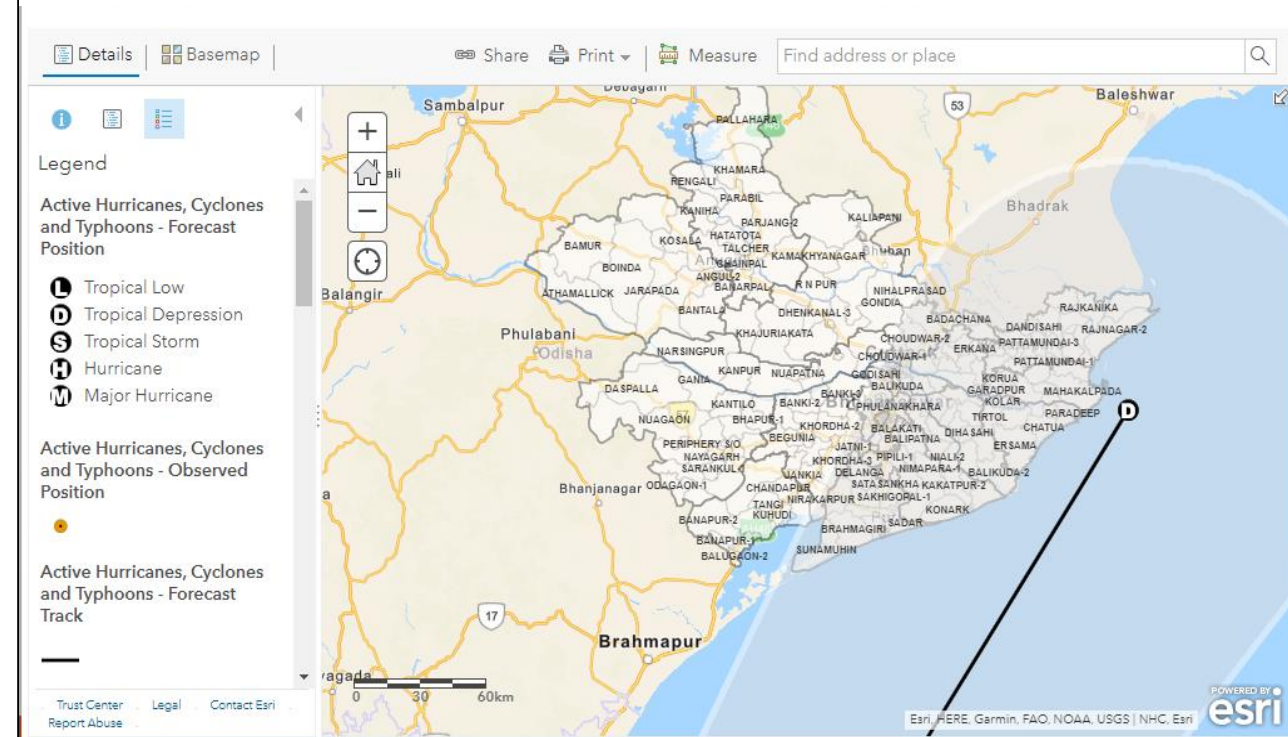 Details
Basemap
Share
Print
Measure
Find address or place
Legend
Active Hurricanes, Cyclones
and Typhoons - Forecast
Position
L Tropical Low
D Tropical Depression
S Tropical Storm
H Hurricane
M Major Hurricane
Active Hurricanes, Cyclones
and Typhoons - Observed
Position
Active Hurricanes, Cyclones
and Typhoons - Forecast
Track
Trust Center
Legal
Contact Esri
Report Abuse
Sambalpur
53
Baleshwar
PALLAHARA
KHAMARA
RENGALI
PARABIL
KANIHA
PARJANG-2
KALIAPANI
Bhadrak
BAMUR
KOSALA
HATATOTA
TALCHER
KAMAKHYANAGAR
Bhuban
BOINDA
ANGUL-2
BANARPAL
R N PUR
NIHALPRASAD
Balangir
ATHAMALLICK
JARAPADA
GONDIA
RAJKANIKA
BANTALA
DHENKANAL-3
BADACHANA
DANDISAHI
RAJNAGAR-2
Phulabani
KHAJURIAKATA
CHOUDWAR-2
ERKANA
PATTAMUNDAI-3
Odisha
NARSINGPUR
CHOUDWAR-1
PATTAMUNDAI-1
KANPUR
NUAPATNA
GODISAHI
KORUA
DASPALLA
GANIA
BALIKUDA
GARADPUR
MAHAKALPADA
KANTILO
BANKI-2
BANKI-3
PHULANAKHARA
KOLAR
PARADEEP
D
NUAGAON
57
BHAPUR-1
KHORDHA-2
BALAKATI
TIRTOL
CHATUA
BEGUNIA
BALIPATNA
DIHASAHI
PERIPHERY S/O
NAYAGARH
JATNI-1
ERSAMA
SARANKUL
KHORDHA-3
PIPILI-1
NIALI-2
JANKIA
DELANGA
NIMAPARA-1
BALIKUDA-2
Bhanjanagar
ODAGAON-1
CHANDAPUR
SATASANKHA
KAKATPUR-2
TANGI
NIRAKARPUR
SAKHIGOPAL-1
KUHUDI
KONARK
BANAPUR-2
BRAHMAGIRI
SADAR
BANAPUR-1
BALUGAON-2
SUNAMUHIN
17
Brahmapur
0 30 60km
POWERED BY
esri
Esri, HERE, Garmin, FAO, NOAA, USGS | NHC, Esri